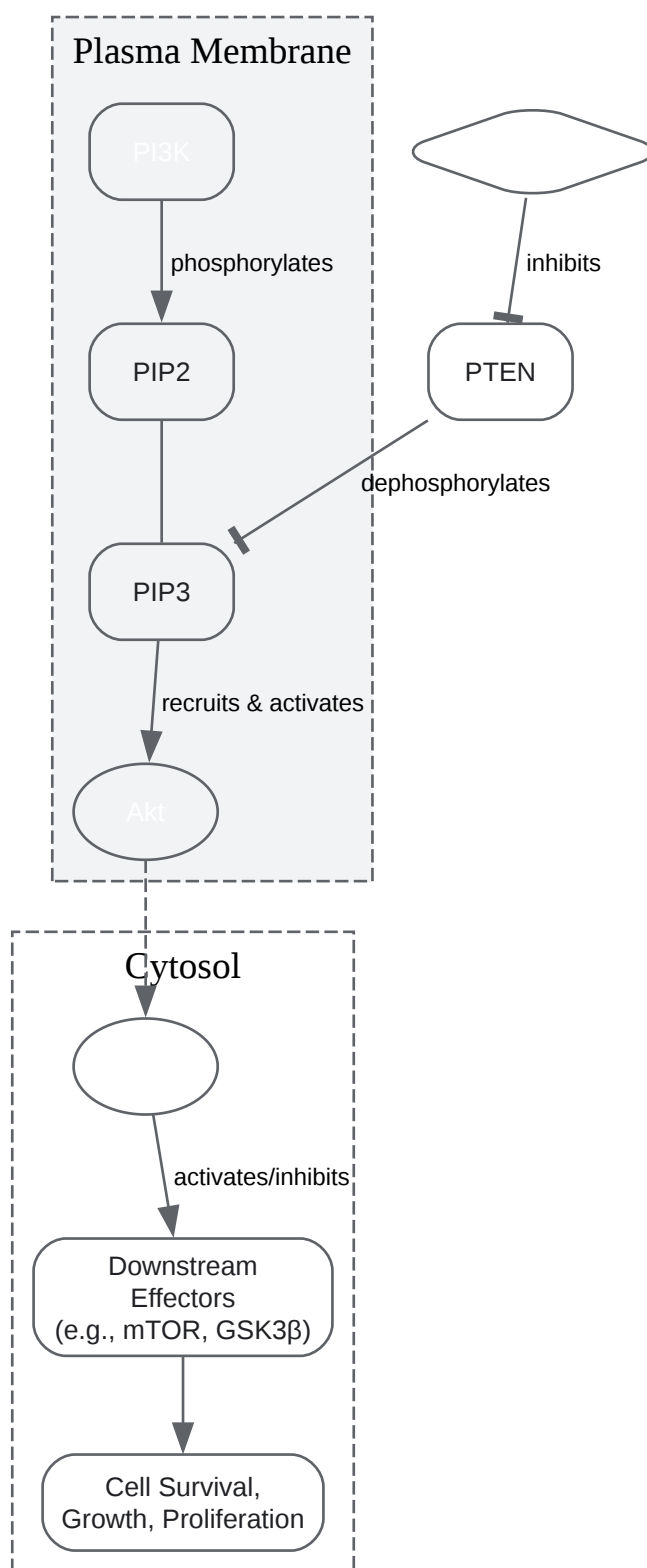 Plasma Membrane
PI3K
phosphorylates
inhibits
PIP2
PTEN
dephosphorylates
PIP3
recruits & activates
Akt
Cytosol
activates/inhibits
Downstream
Effectors
(e.g., mTOR, GSK3β)
Cell Survival,
Growth, Proliferation